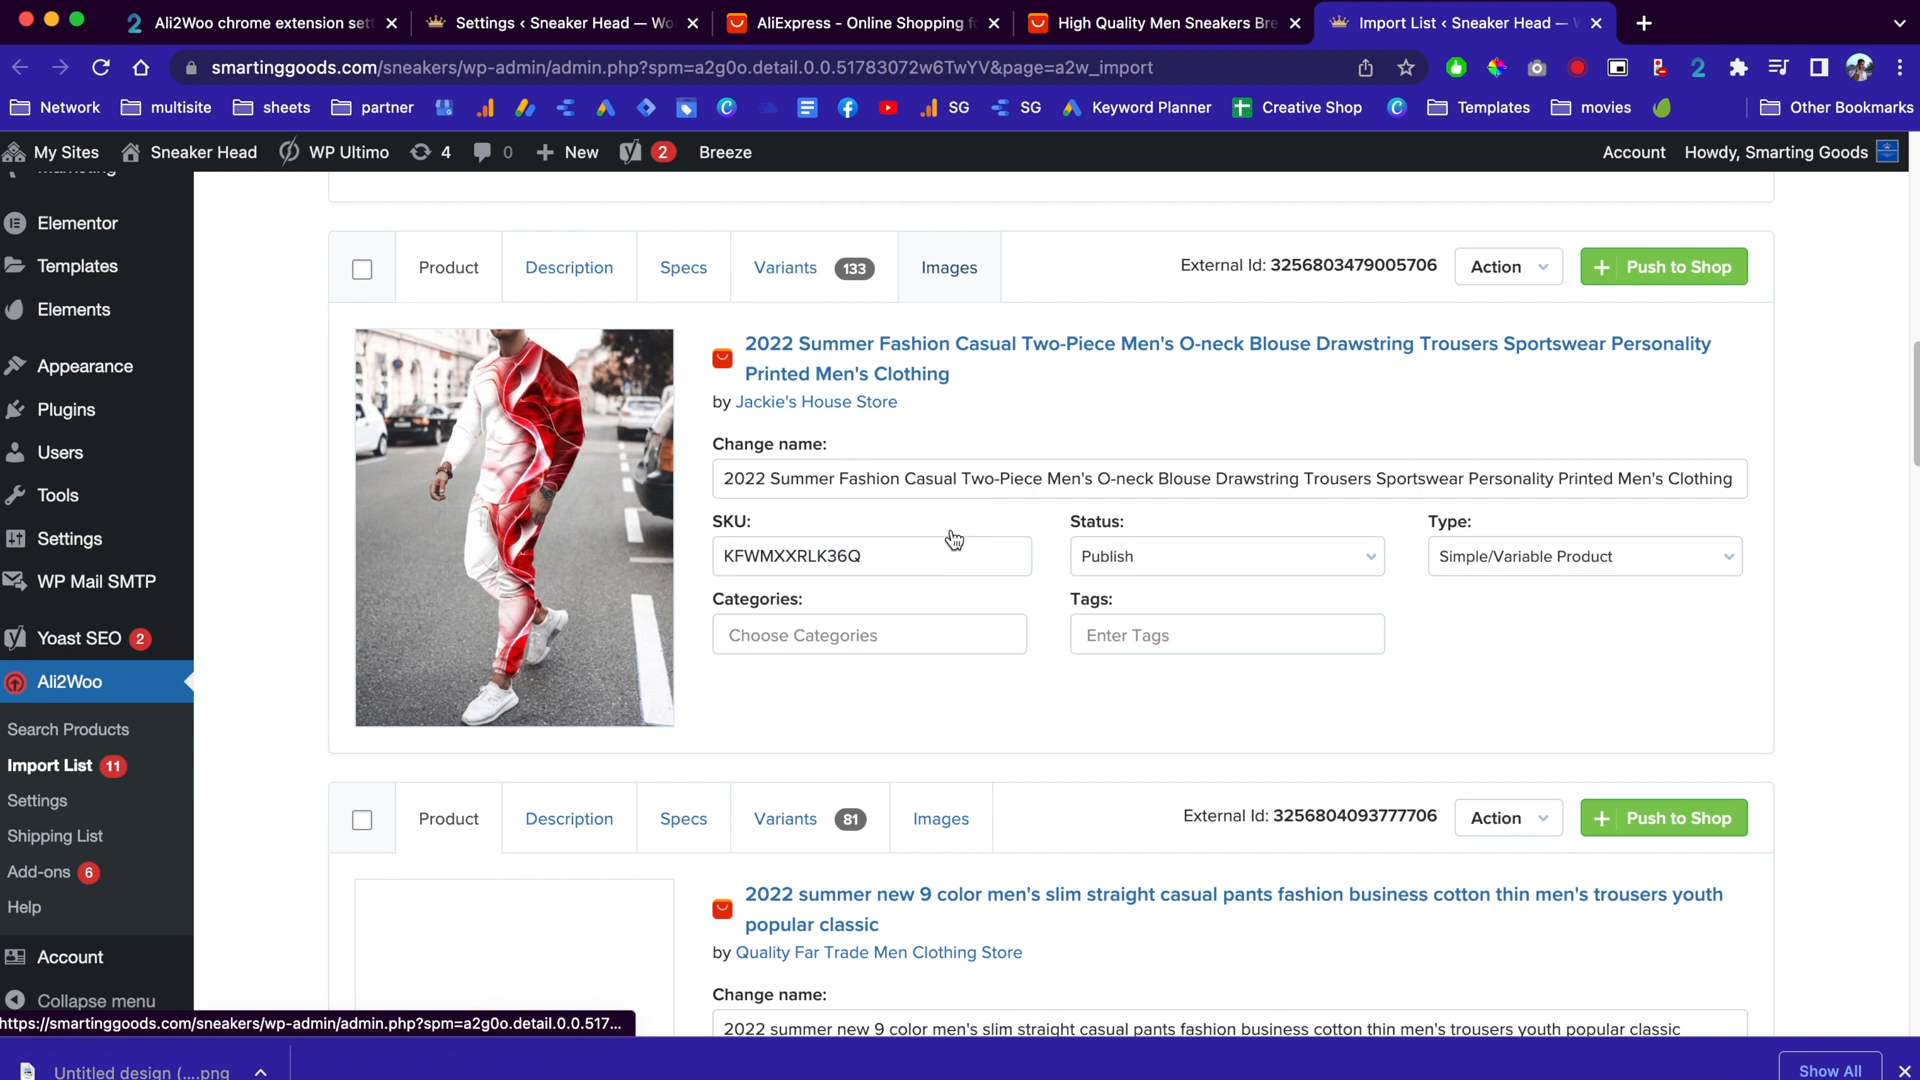 Ali2Woo chrome extension sett
Settings ‹ Sneaker Head — Wo
AliExpress - Online Shopping f
High Quality Men Sneakers Bre
Import List ‹ Sneaker Head —
smartinggoods.com/sneakers/wp-admin/admin.php?spm=a2g0o.detail.0.0.51783072w6TwYV&page=a2w_import
Network multisite sheets partner SG SG Keyword Planner Creative Shop Templates movies Other Bookmarks
My Sites Sneaker Head WP Ultimo 4 0 New 2 Breeze Account Howdy, Smarting Goods
Marketing
Elementor
Templates
Elements
Appearance
Plugins
Users
Tools
Settings
WP Mail SMTP
Yoast SEO 2
Ali2Woo
Search Products
Import List 11
Settings
Shipping List
Add-ons 6
Help
Account
Collapse menu
Product Description Specs Variants 133 Images External Id: 3256803479005706 Action + Push to Shop
2022 Summer Fashion Casual Two-Piece Men's O-neck Blouse Drawstring Trousers Sportswear Personality
Printed Men's Clothing
by Jackie's House Store
Change name:
2022 Summer Fashion Casual Two-Piece Men's O-neck Blouse Drawstring Trousers Sportswear Personality Printed Men's Clothing
SKU: Status: Type:
KFWMXXRLK36Q Publish Simple/Variable Product
Categories: Tags:
Choose Categories Enter Tags
Product Description Specs Variants 81 Images External Id: 3256804093777706 Action + Push to Shop
2022 summer new 9 color men's slim straight casual pants fashion business cotton thin men's trousers youth
popular classic
by Quality Far Trade Men Clothing Store
Change name:
2022 summer new 9 color men's slim straight casual pants fashion business cotton thin men's trousers youth popular classic
https://smartinggoods.com/sneakers/wp-admin/admin.php?spm=a2g0o.detail.0.0.517...
Untitled design (....png
Show All